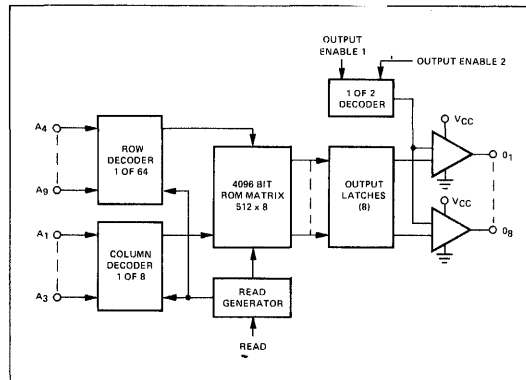 OUTPUT
ENABLE 1
OUTPUT ENABLE 2
1 OF 2
DECODER
VCC
A4
ROW
DECODER
1 OF 64
A9
4096 BIT
ROM MATRIX
512 x 8
OUTPUT
LATCHES
(8)
01
VCC
08
A1
COLUMN
DECODER
1 OF 8
A3
READ
GENERATOR
READ